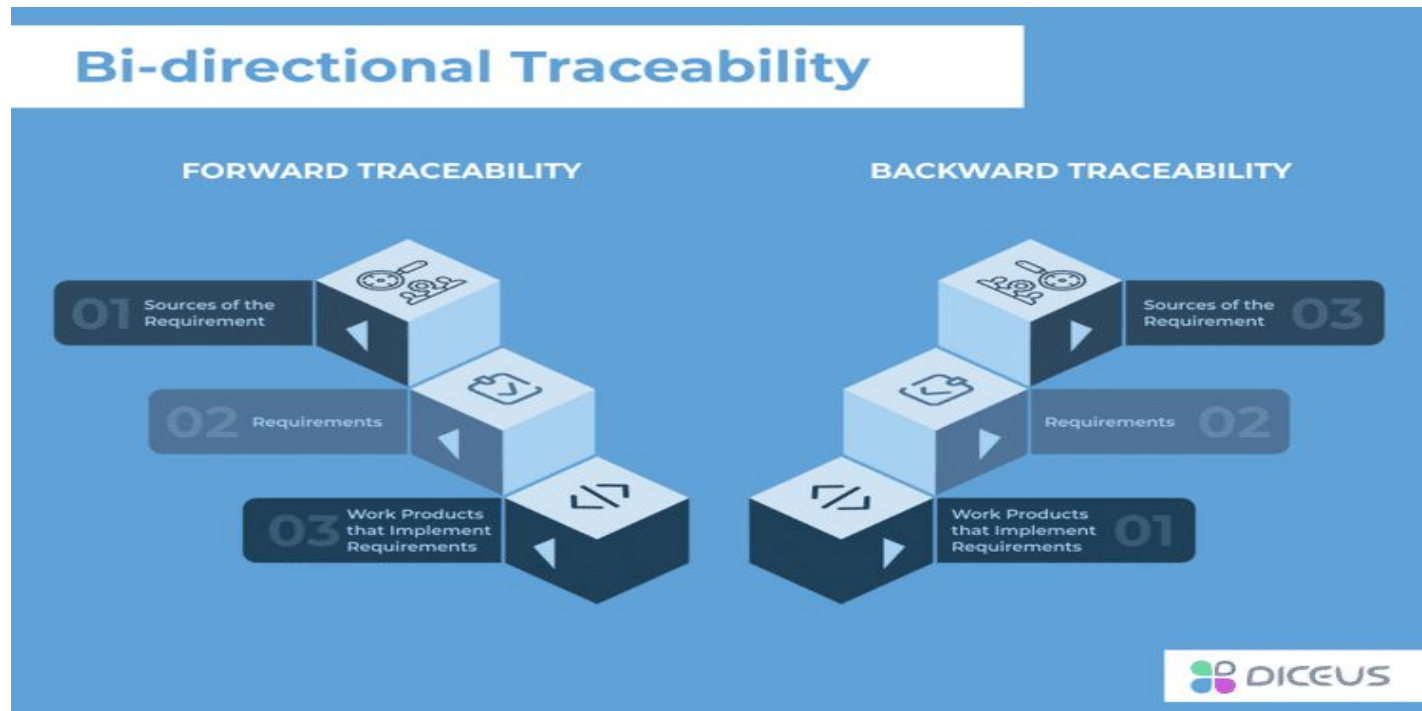 Bi-directional Traceability
FORWARD TRACEABILITY
01
Sources of the
Requirement
02
Requirements
03
Work Products
that Implement
Requirements
BACKWARD TRACEABILITY
Sources of the
Requirement
03
Requirements
02
Work Products
that Implement
Requirements
01
DICEUS